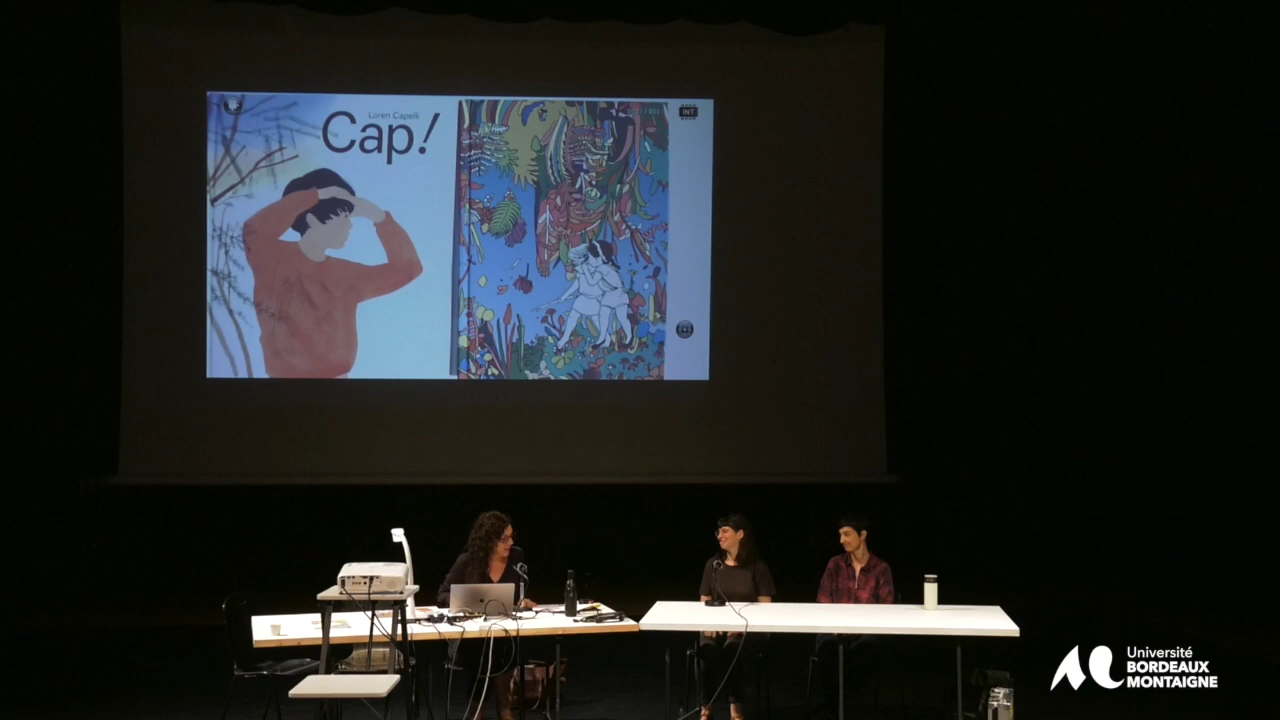 Loren Capelli
Cap!
INT
Université
BORDEAUX
MONTAIGNE